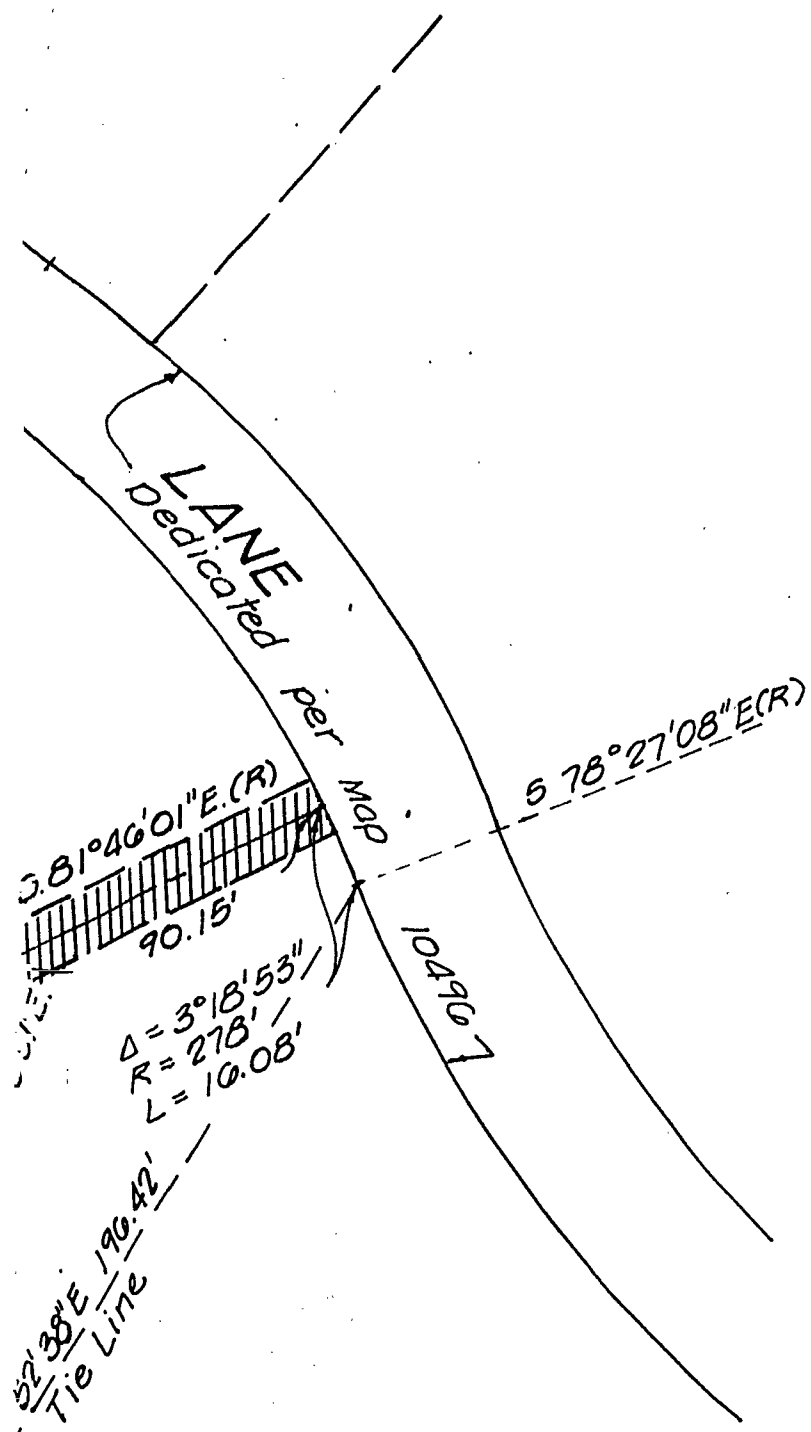 LANE
Dedicated per Map 104967
S 78°27'08"E(R)
S.81°46'01"E.(R)
90.15'
Δ = 3°18'53"
R = 278'
L = 16.08'
52'38"E 196.42'
Tie Line